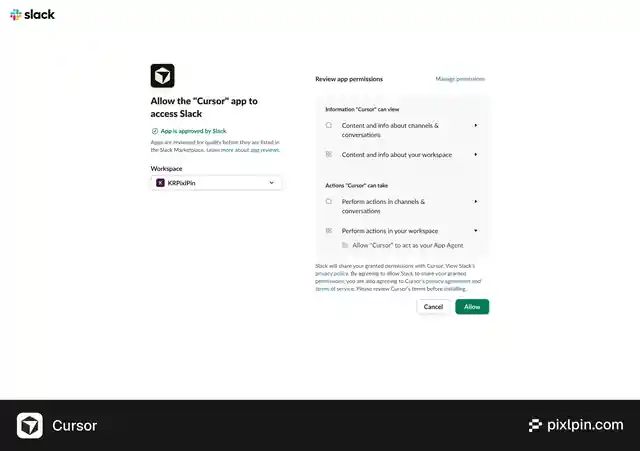 slack
Allow the "Cursor" app to
access Slack
App is approved by Slack
Apps are reviewed for quality before they are listed
in the Slack Marketplace. Learn more about app reviews.
Workspace
K
KRPixlPin
Review app permissions
Manage permissions
Information "Cursor" can view
Content and info about channels &
conversations
Content and info about your workspace
Actions "Cursor" can take
Perform actions in channels &
conversations
Perform actions in your workspace
Allow "Cursor" to act as your App Agent
Slack will share your granted permissions with Cursor. View Slack's
privacy policy. By agreeing to allow Slack to share your granted
permissions you are also agreeing to Cursor's privacy agreement and
terms of service. Please review Cursor's terms before installing.
Cancel
Allow
Cursor
pixlpin.com